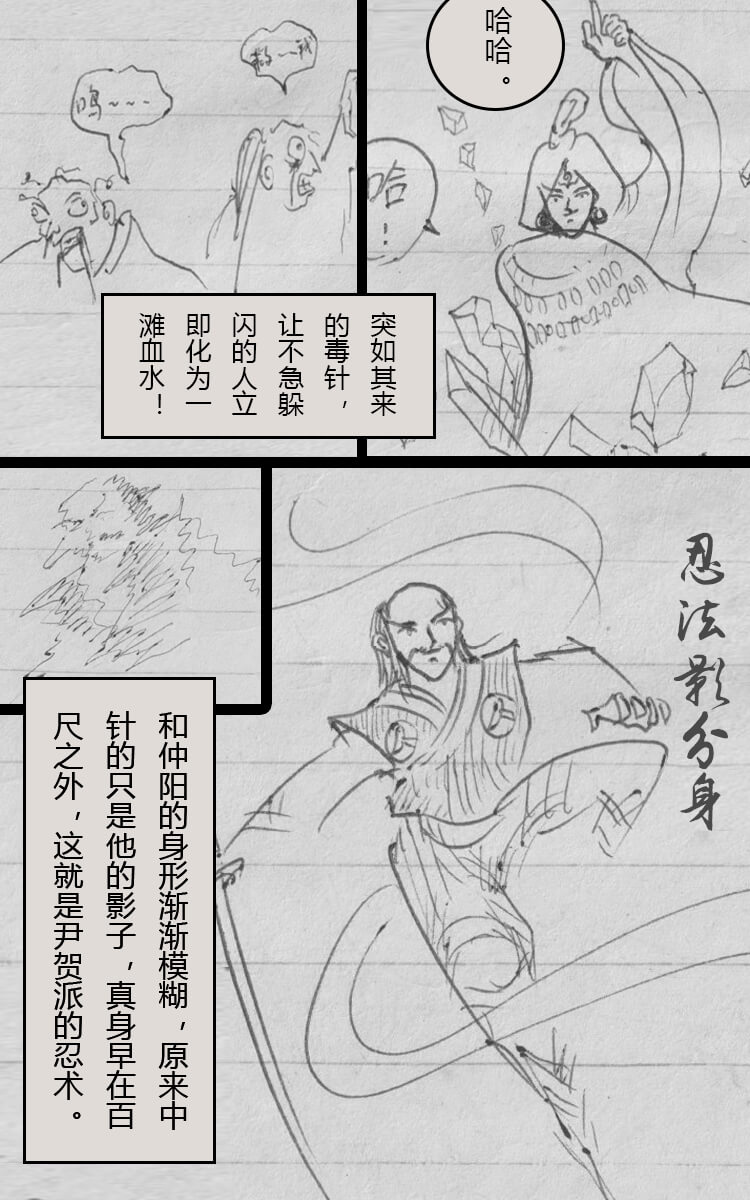 哈哈。
哈！
救一我
呜~~~
突如其来
的毒针，
让不急躲
闪的人立
即化为一
滩血水！
忍法影分身
和仲阳的身形渐渐模糊，原来中
针的只是他的影子，真身早在百
尺之外，这就是尹贺派的忍术。